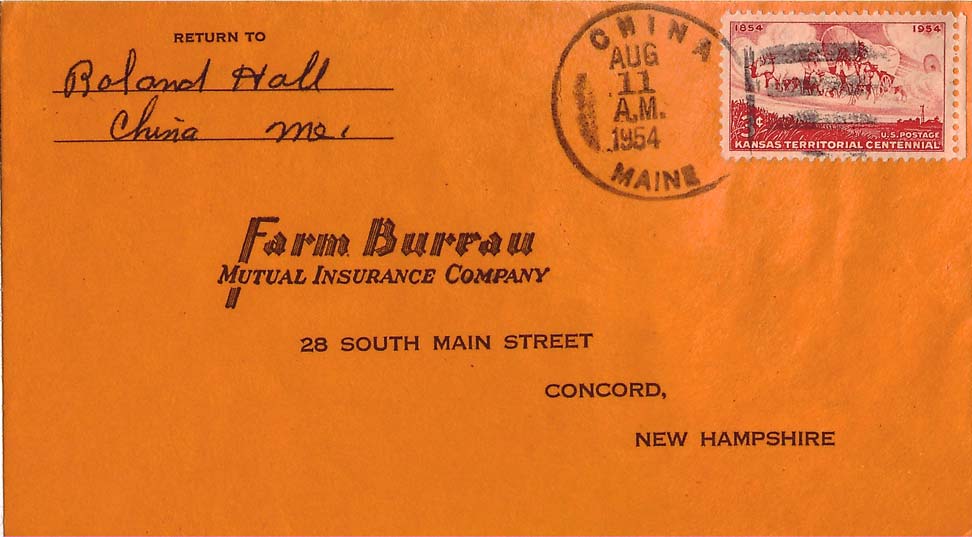 RETURN TO
Roland Hall
China Me.
CHINA
AUG
11
A.M.
1954
MAINE
1854 1954
3¢
U.S. POSTAGE
KANSAS TERRITORIAL CENTENNIAL
Farm Bureau
MUTUAL INSURANCE COMPANY
28 SOUTH MAIN STREET
CONCORD,
NEW HAMPSHIRE